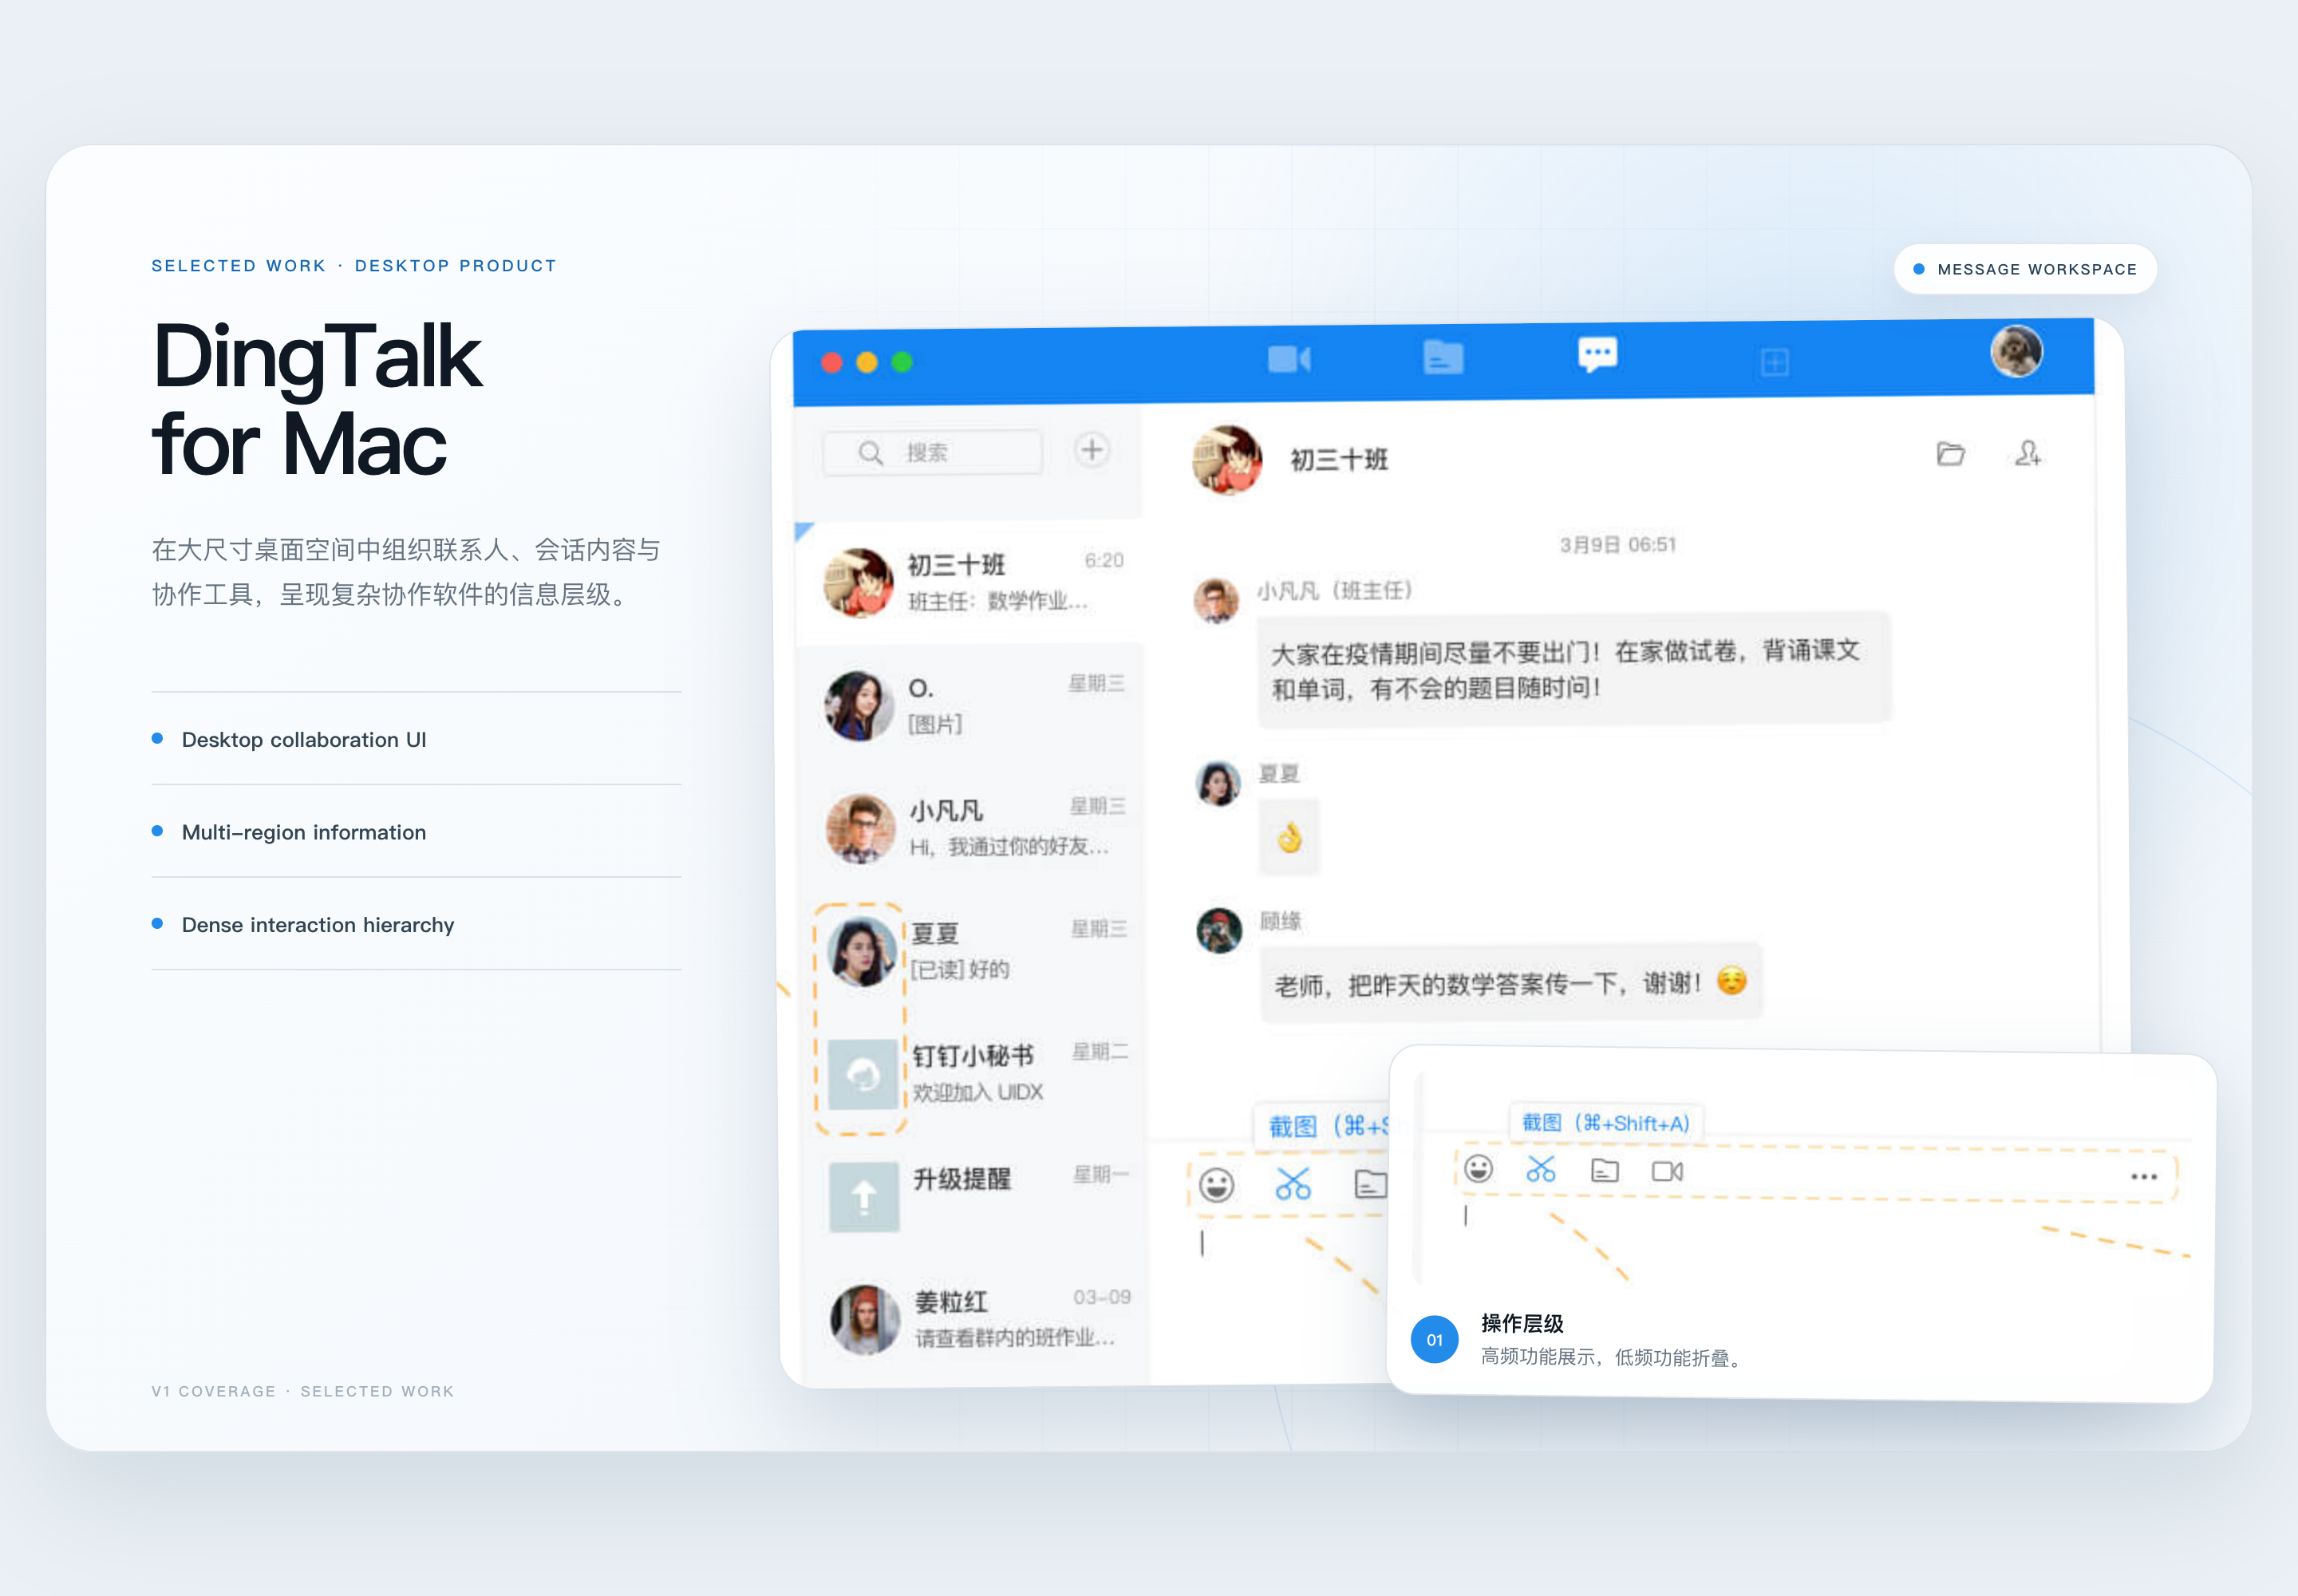 SELECTED WORK · DESKTOP PRODUCT
DingTalk
for Mac
在大尺寸桌面空间中组织联系人、会话内容与
协作工具，呈现复杂协作软件的信息层级。
Desktop collaboration UI
Multi–region information
Dense interaction hierarchy
V1 COVERAGE · SELECTED WORK
MESSAGE WORKSPACE
搜索
初三十班 6:20
班主任：数学作业...
O. 星期三
[图片]
小凡凡 星期三
Hi，我通过你的好友...
夏夏 星期三
[已读] 好的
钉钉小秘书 星期二
欢迎加入 UIDX
升级提醒 星期一
姜粒红 03-09
请查看群内的班作业...
初三十班
3月9日 06:51
小凡凡（班主任）
大家在疫情期间尽量不要出门！在家做试卷，背诵课文
和单词，有不会的题目随时问！
夏夏
👌
顾缘
老师，把昨天的数学答案传一下，谢谢！☺️
截图（⌘+S
截图（⌘+Shift+A)
01
操作层级
高频功能展示，低频功能折叠。